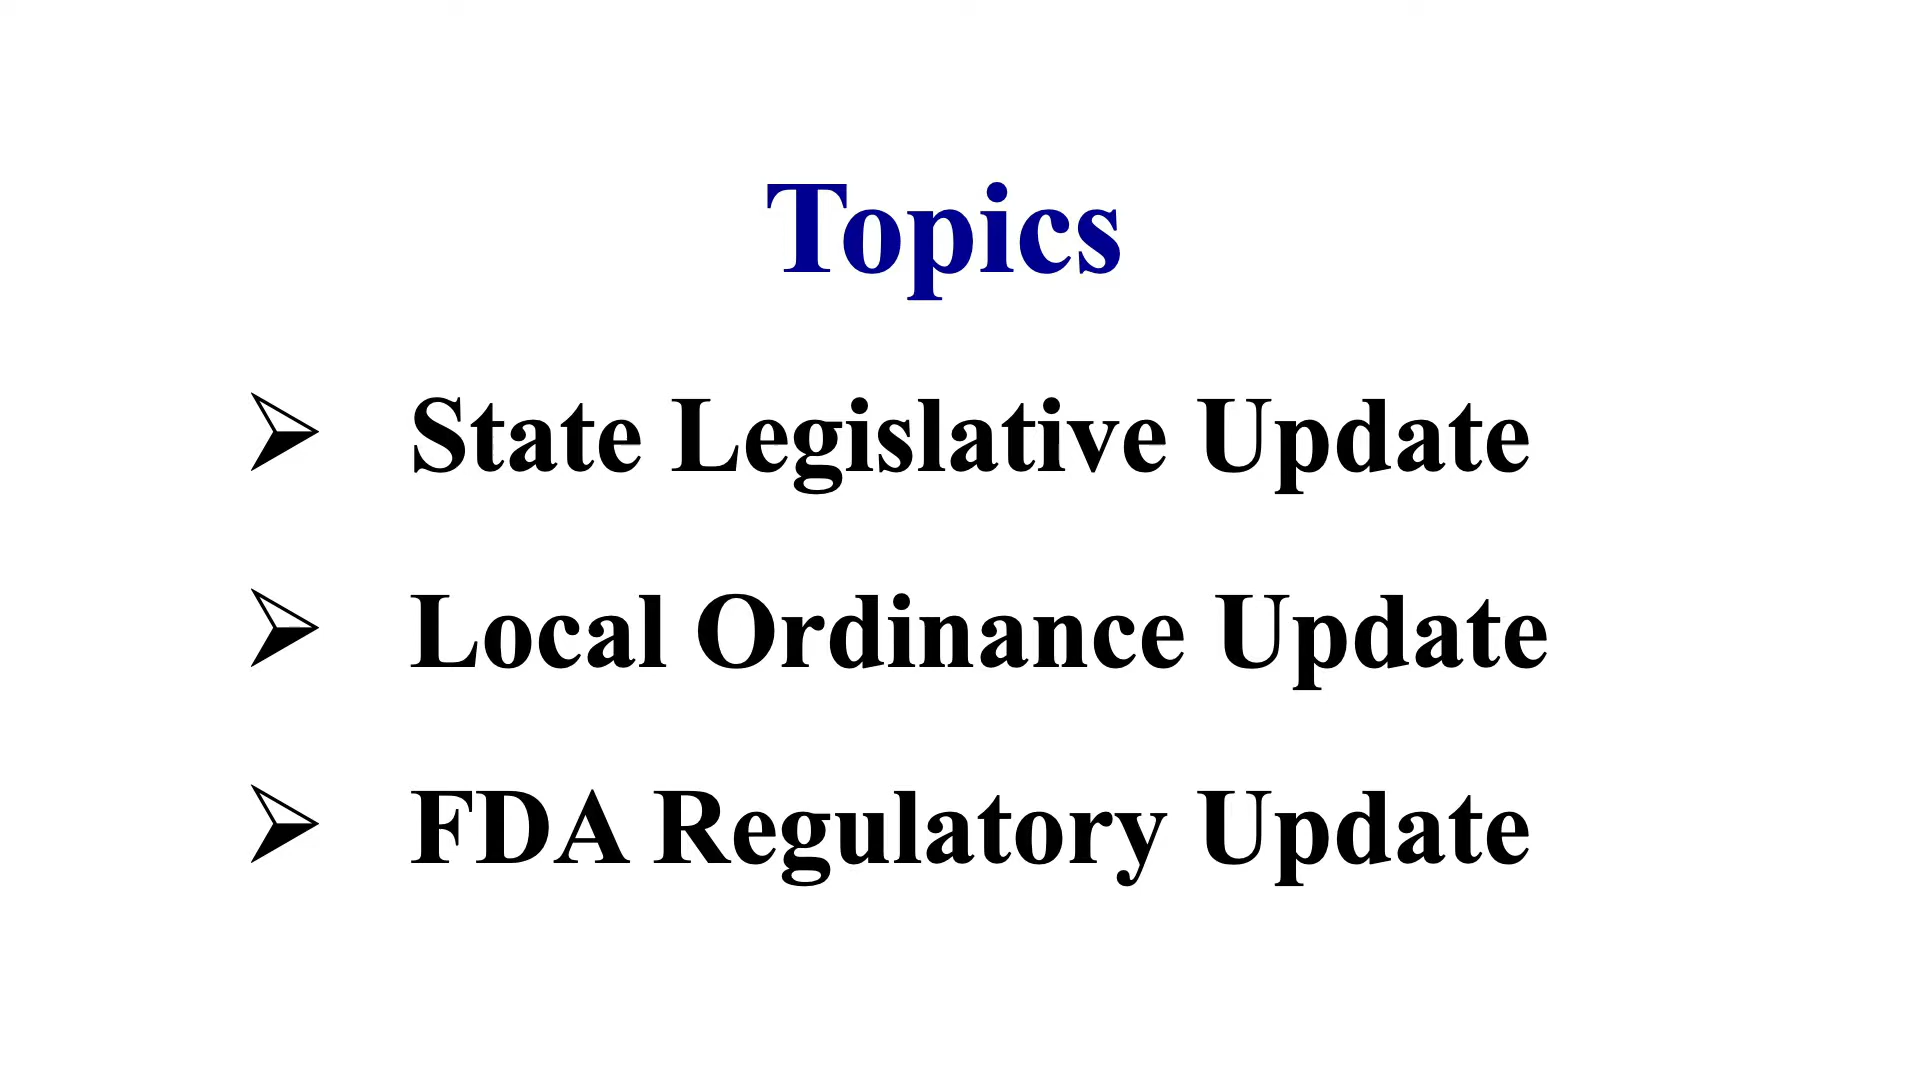 Topics
➢ State Legislative Update
➢ Local Ordinance Update
➢ FDA Regulatory Update